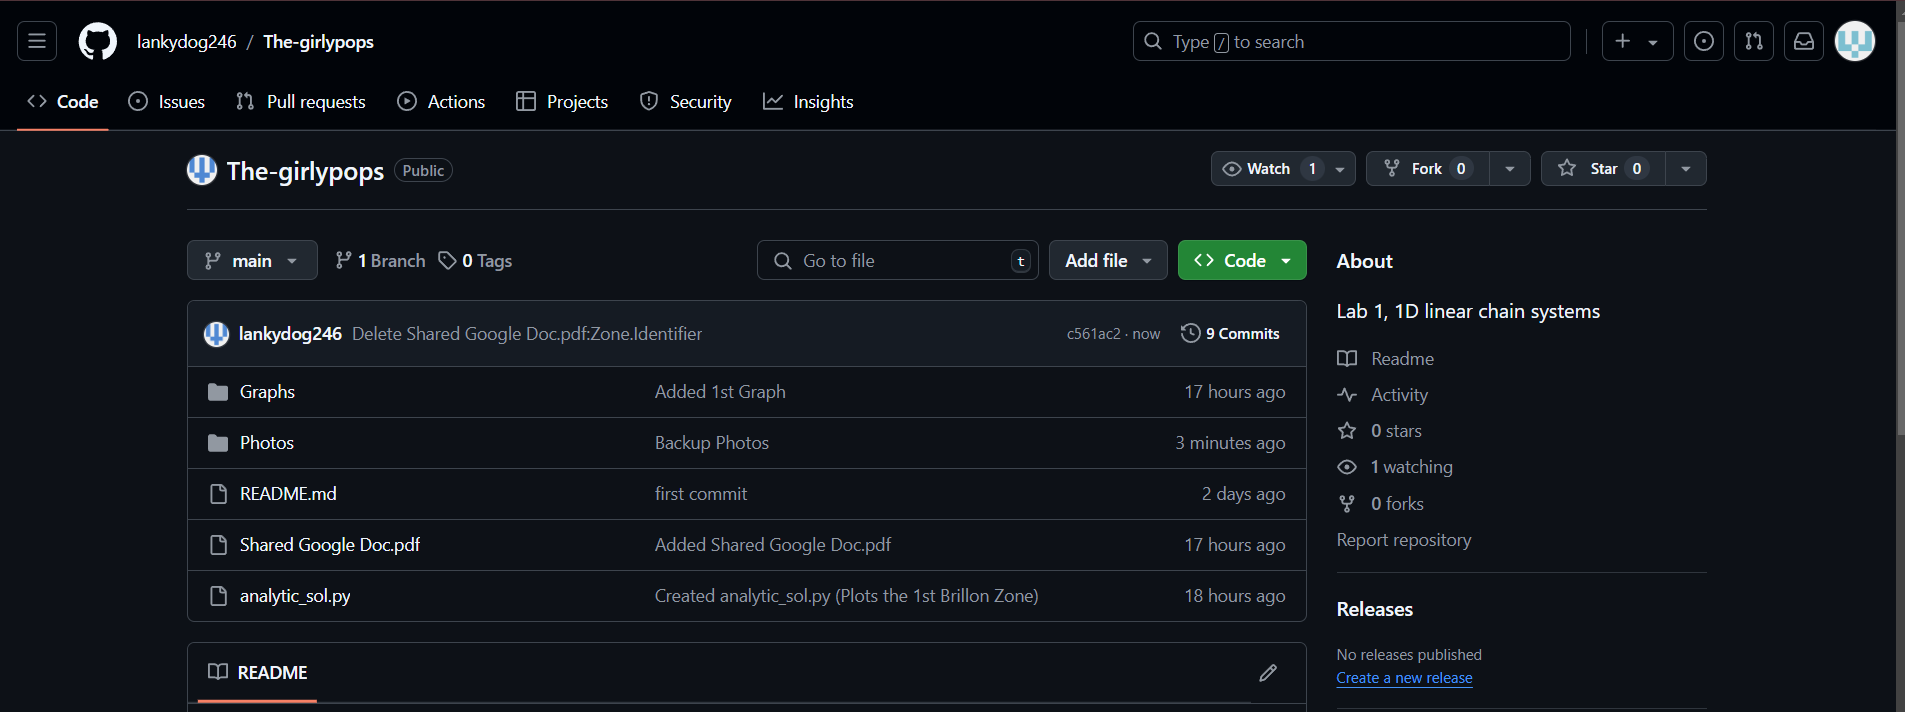 lankydog246 / The-girlypops
Type / to search
Code Issues Pull requests Actions Projects Security Insights
The-girlypops Public
Watch 1 Fork 0 Star 0
main 1 Branch 0 Tags Go to file t Add file Code
lankydog246 Delete Shared Google Doc.pdf:Zone.Identifier c561ac2 · now 9 Commits
Graphs Added 1st Graph 17 hours ago
Photos Backup Photos 3 minutes ago
README.md first commit 2 days ago
Shared Google Doc.pdf Added Shared Google Doc.pdf 17 hours ago
analytic_sol.py Created analytic_sol.py (Plots the 1st Brillon Zone) 18 hours ago
README
About
Lab 1, 1D linear chain systems
Readme
Activity
0 stars
1 watching
0 forks
Report repository
Releases
No releases published
Create a new release